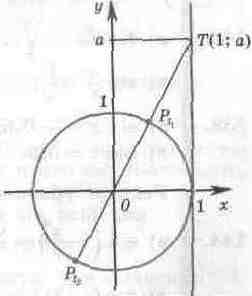 y
a
T(1; a)
1
P_{t_1}
0
1
x
P_{t_2}